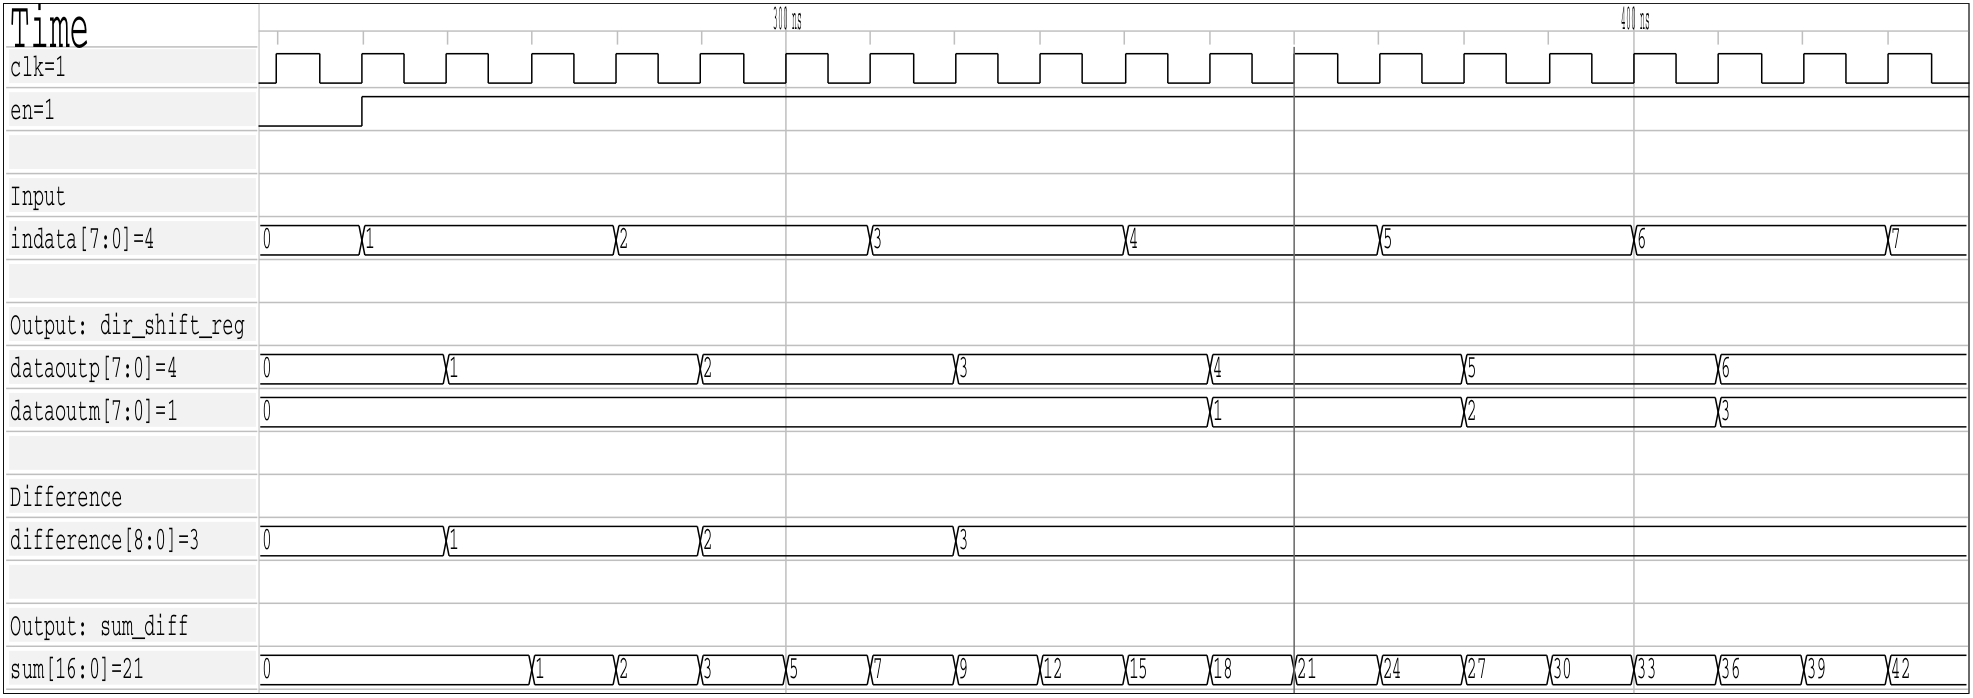 Time 300 ns 400 ns
clk=1
en=1
Input
indata[7:0]=4 0 1 2 3 4 5 6 7
Output: dir_shift_reg
dataoutp[7:0]=4 0 1 2 3 4 5 6
dataoutm[7:0]=1 0 1 2 3
Difference
difference[8:0]=3 0 1 2 3
Output: sum_diff
sum[16:0]=21 0 1 2 3 5 7 9 12 15 18 21 24 27 30 33 36 39 42